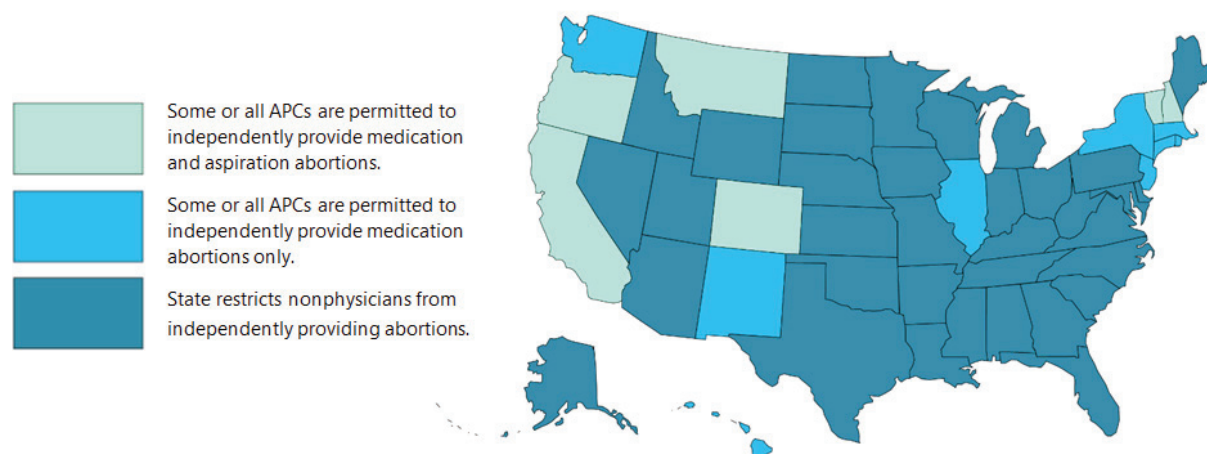 Some or all APCs are permitted to
independently provide medication
and aspiration abortions.
Some or all APCs are permitted to
independently provide medication
abortions only.
State restricts nonphysicians from
independently providing abortions.